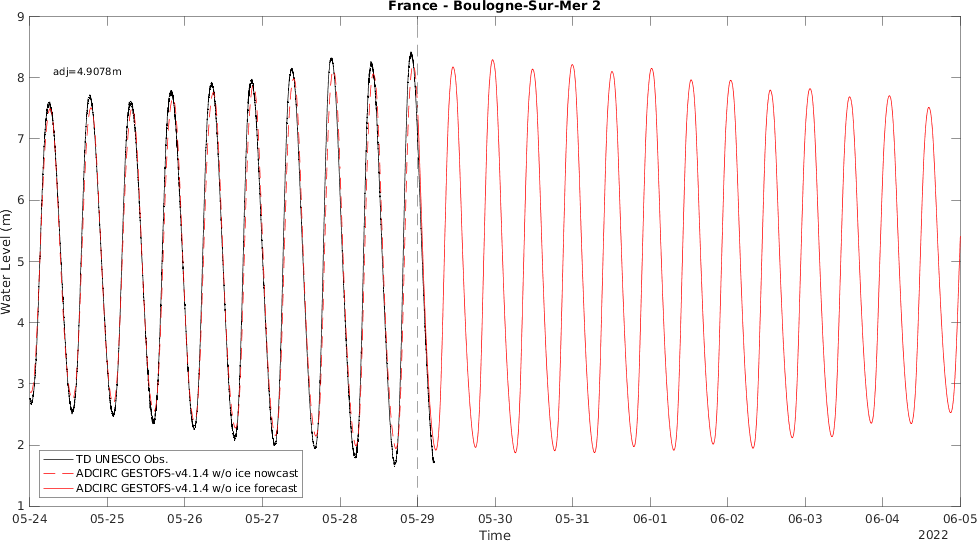 France - Boulogne-Sur-Mer 2
adj=4.9078m
Water Level (m)
9
8
7
6
5
4
3
2
1
TD UNESCO Obs.
ADCIRC GESTOFS-v4.1.4 w/o ice nowcast
ADCIRC GESTOFS-v4.1.4 w/o ice forecast
05-24 05-25 05-26 05-27 05-28 05-29 05-30 05-31 06-01 06-02 06-03 06-04 06-05
Time
2022